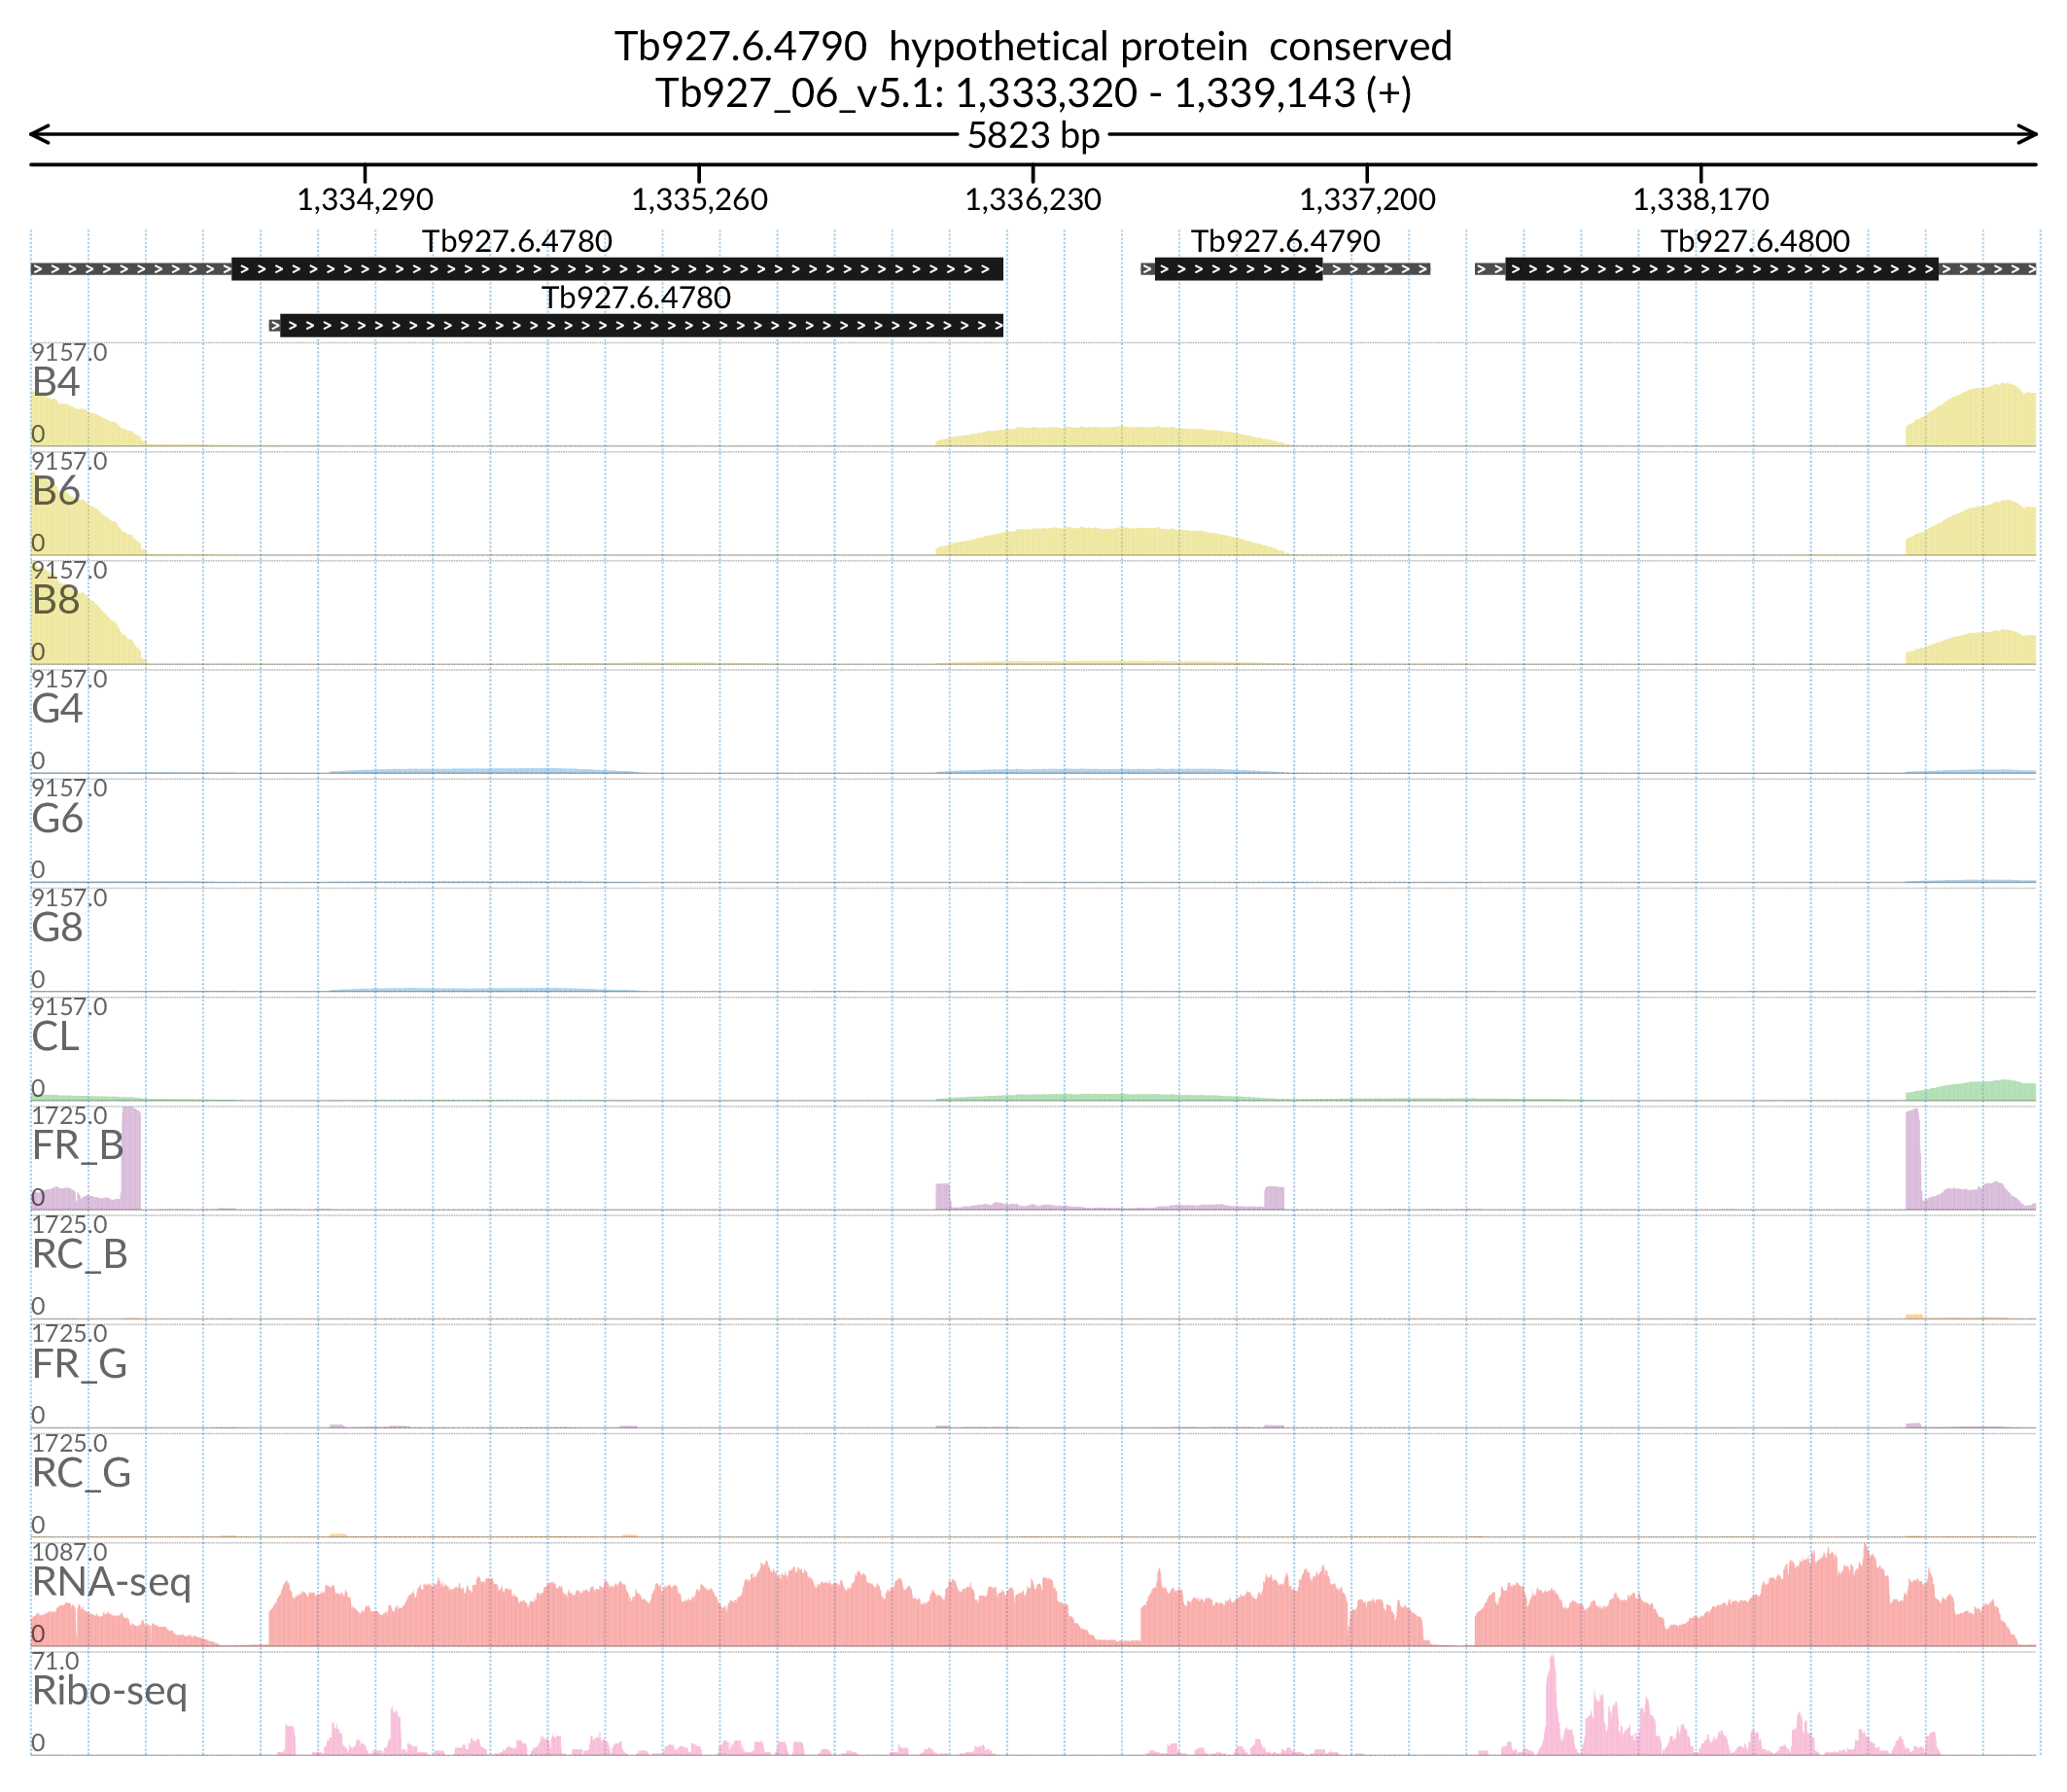 Tb927.6.4790  hypothetical protein  conserved
Tb927_06_v5.1: 1,333,320 - 1,339,143 (+)
5823 bp
1,334,290 1,335,260 1,336,230 1,337,200 1,338,170
Tb927.6.4780 Tb927.6.4790 Tb927.6.4800
Tb927.6.4780
9157.0
B4
0
9157.0
B6
0
9157.0
B8
0
9157.0
G4
0
9157.0
G6
0
9157.0
G8
0
9157.0
CL
0
1725.0
FR_B
0
1725.0
RC_B
0
1725.0
FR_G
0
1725.0
RC_G
0
1087.0
RNA-seq
0
71.0
Ribo-seq
0